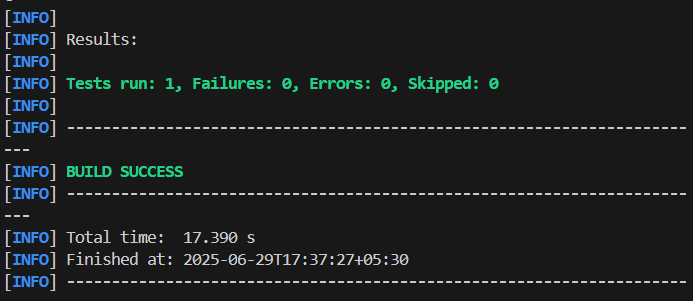 [INFO]
[INFO] Results:
[INFO]
[INFO] Tests run: 1, Failures: 0, Errors: 0, Skipped: 0
[INFO]
[INFO] ---------------------------------------------------------------------
---
[INFO] BUILD SUCCESS
[INFO] ---------------------------------------------------------------------
---
[INFO] Total time:  17.390 s
[INFO] Finished at: 2025-06-29T17:37:27+05:30
[INFO] ---------------------------------------------------------------------